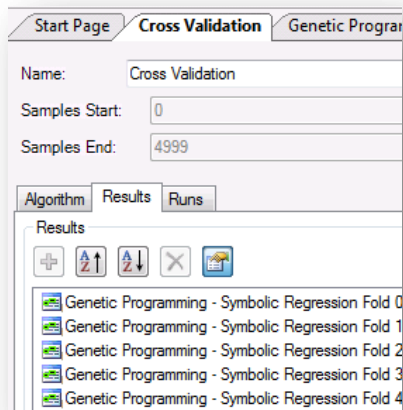 Start Page Cross Validation Genetic Program
Name: Cross Validation
Samples Start: 0
Samples End: 4999
Algorithm Results Runs
Results
Genetic Programming - Symbolic Regression Fold 0
Genetic Programming - Symbolic Regression Fold 1
Genetic Programming - Symbolic Regression Fold 2
Genetic Programming - Symbolic Regression Fold 3
Genetic Programming - Symbolic Regression Fold 4